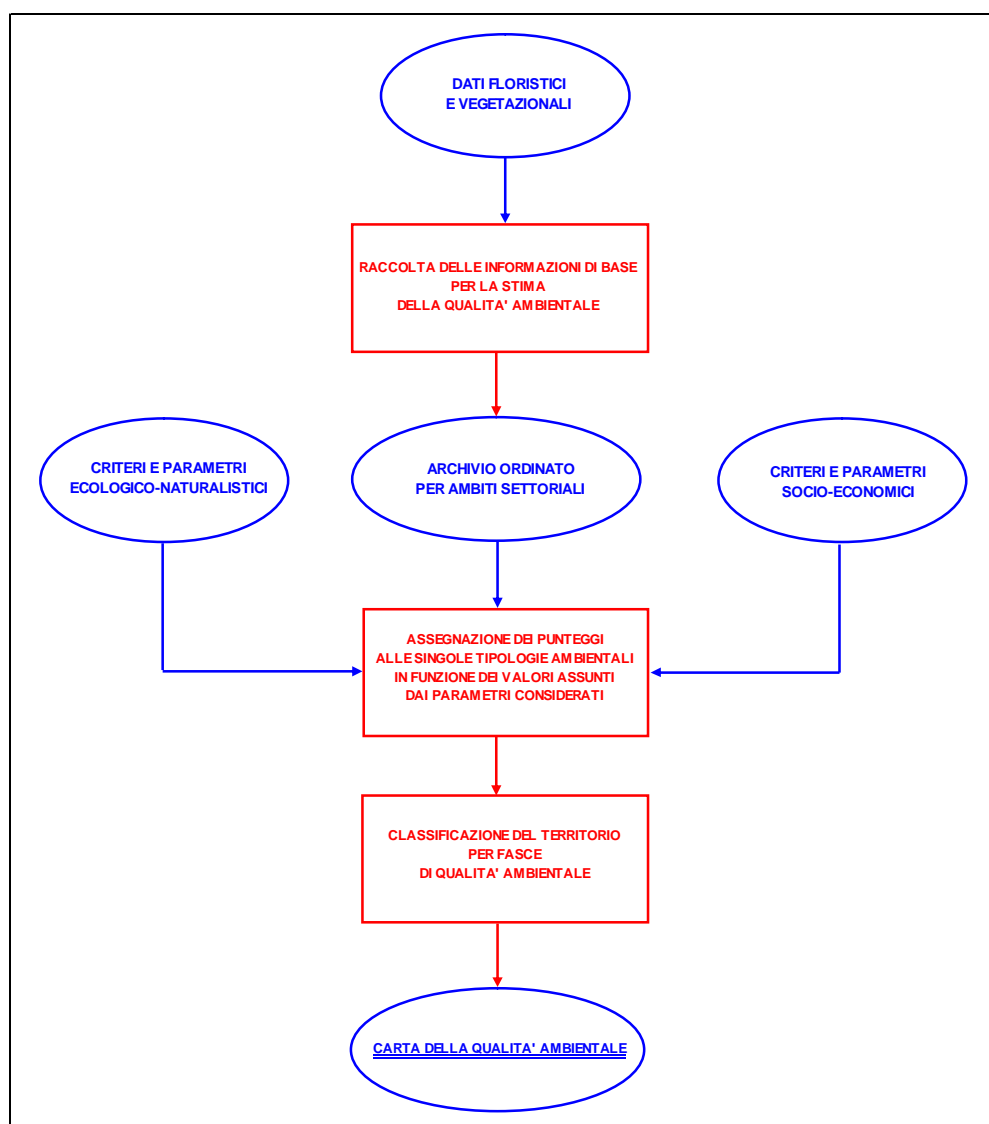 DATI FLORISTICI
E VEGETAZIONALI
RACCOLTA DELLE INFORMAZIONI DI BASE
PER LA STIMA
DELLA QUALITA' AMBIENTALE
CRITERI E PARAMETRI
ECOLOGICO-NATURALISTICI
ARCHIVIO ORDINATO
PER AMBITI SETTORIALI
CRITERI E PARAMETRI
SOCIO-ECONOMICI
ASSEGNAZIONE DEI PUNTEGGI
ALLE SINGOLE TIPOLOGIE AMBIENTALI
IN FUNZIONE DEI VALORI ASSUNTI
DAI PARAMETRI CONSIDERATI
CLASSIFICAZIONE DEL TERRITORIO
PER FASCE
DI QUALITA' AMBIENTALE
CARTA DELLA QUALITA' AMBIENTALE